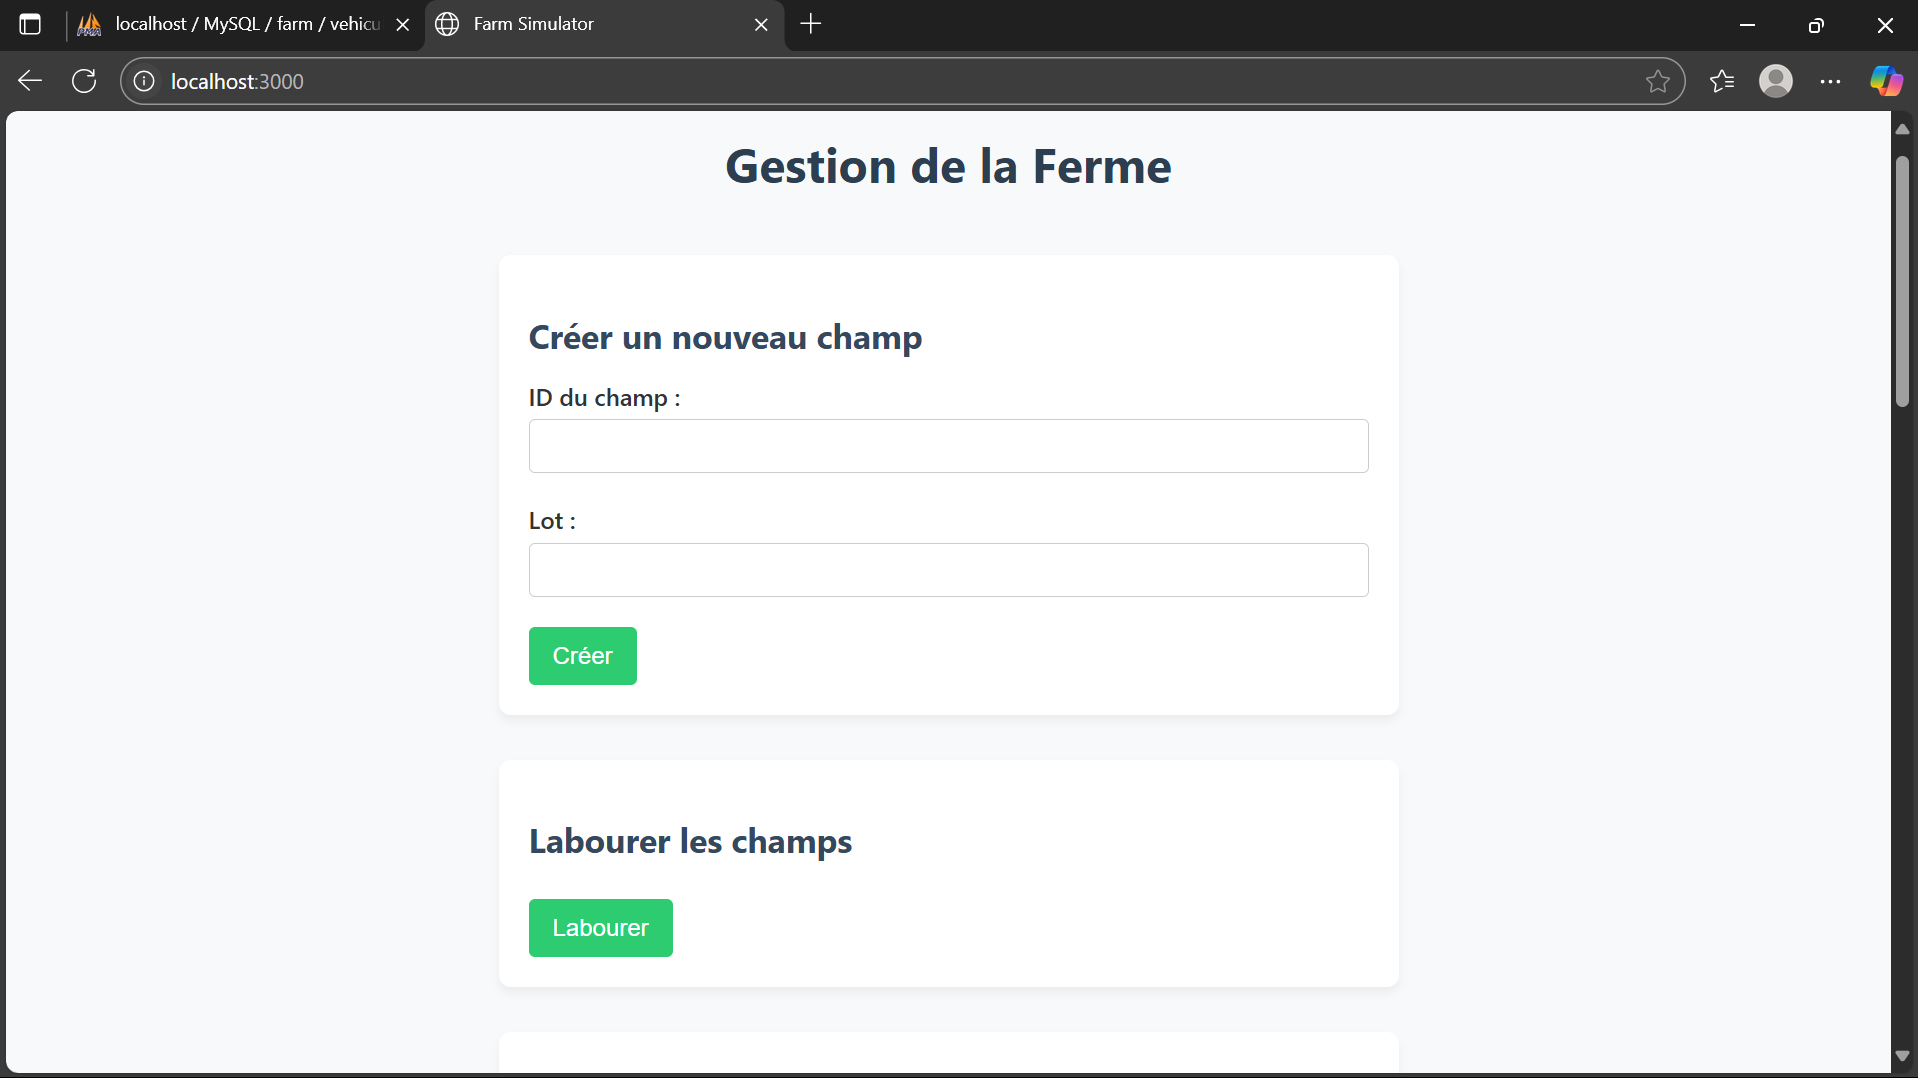 localhost / MySQL / farm / vehicu
Farm Simulator
localhost:3000
Gestion de la Ferme
Créer un nouveau champ
ID du champ :
Lot :
Créer
Labourer les champs
Labourer